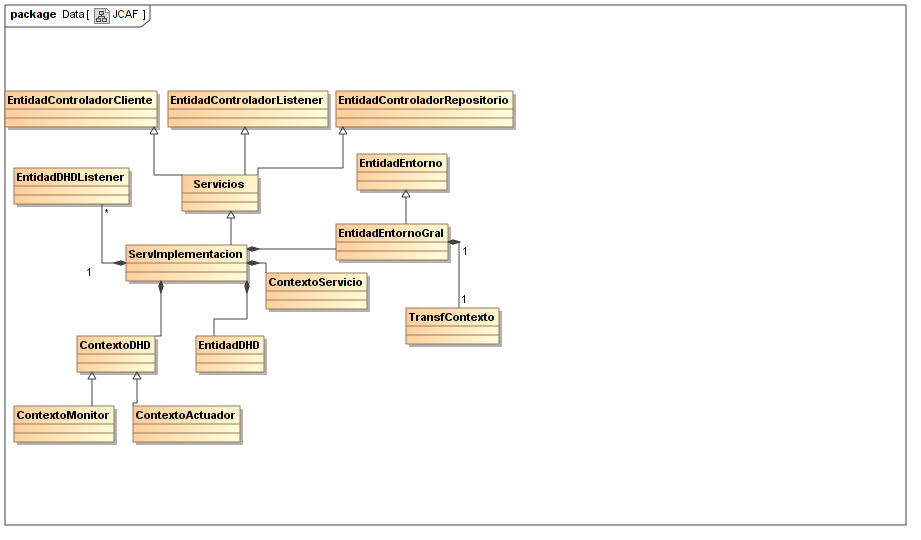 package Data [ JCAF ]
EntidadControladorCliente
EntidadControladorListener
EntidadControladorRepositorio
EntidadDHDListener
Servicios
EntidadEntorno
*
EntidadEntornoGral
1
ServImplementacion
1
ContextoServicio
1
TransfContexto
ContextoDHD
EntidadDHD
ContextoMonitor
ContextoActuador